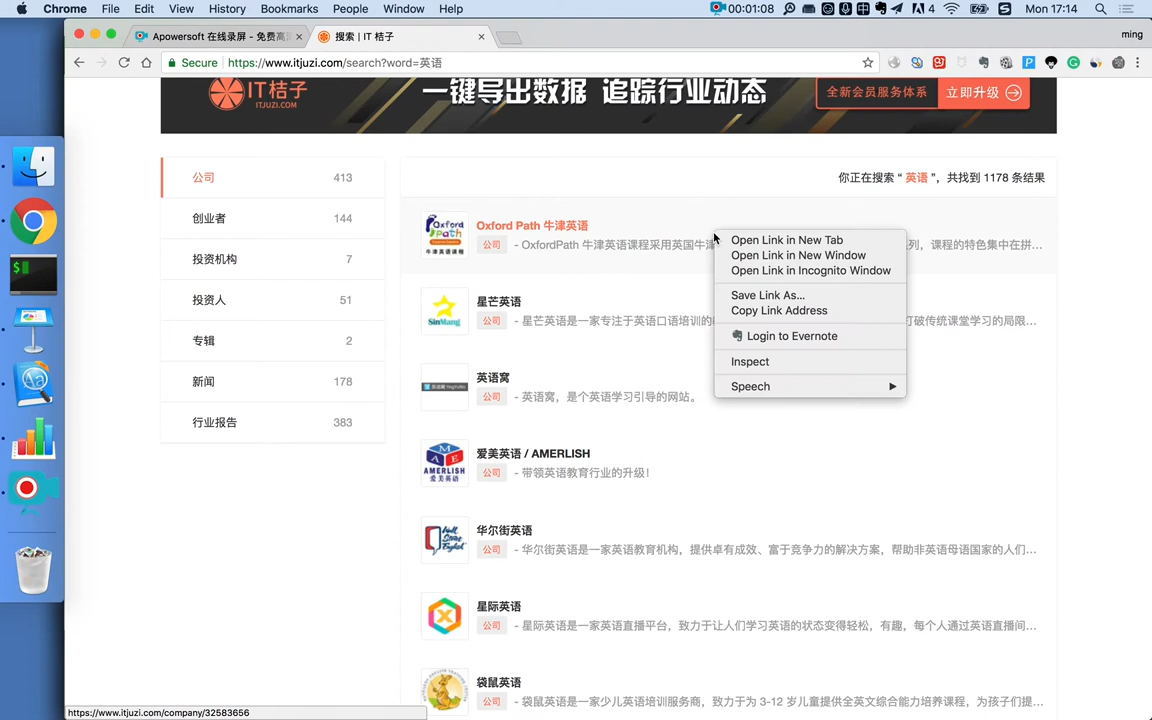 Chrome File Edit View History Bookmarks People Window Help 00:01:08 4 Mon 17:14
Apowersoft 在线录屏 - 免费高清 搜索 | IT 桔子 ming
Secure https://www.itjuzi.com/search?word=英语
IT桔子
ITJUZI.COM
一键导出数据 追踪行业动态
全新会员服务体系 立即升级
公司 413
创业者 144
投资机构 7
投资人 51
专辑 2
新闻 178
行业报告 383
你正在搜索“ 英语 ”，共找到 1178 条结果
Oxford Path 牛津英语
公司 - OxfordPath 牛津英语课程采用英国牛津 列，课程的特色集中在拼...
Oxford
Path
牛津英语课程
星芒英语
公司 - 星芒英语是一家专注于英语口语培训的 打破传统课堂学习的局限...
SinMang
英语窝
公司 - 英语窝，是个英语学习引导的网站。
爱美英语 / AMERLISH
公司 - 带领英语教育行业的升级！
AMERLISH
爱美英语
华尔街英语
公司 - 华尔街英语是一家英语教育机构，提供卓有成效、富于竞争力的解决方案，帮助非英语母语国家的人们...
Wall
Street
English
星际英语
公司 - 星际英语是一家英语直播平台，致力于让人们学习英语的状态变得轻松，有趣，每个人通过英语直播间...
袋鼠英语
公司 - 袋鼠英语是一家少儿英语培训服务商，致力于为 3-12 岁儿童提供全英文综合能力培养课程，为孩子们提...
Open Link in New Tab
Open Link in New Window
Open Link in Incognito Window
Save Link As...
Copy Link Address
Login to Evernote
Inspect
Speech
https://www.itjuzi.com/company/32583656